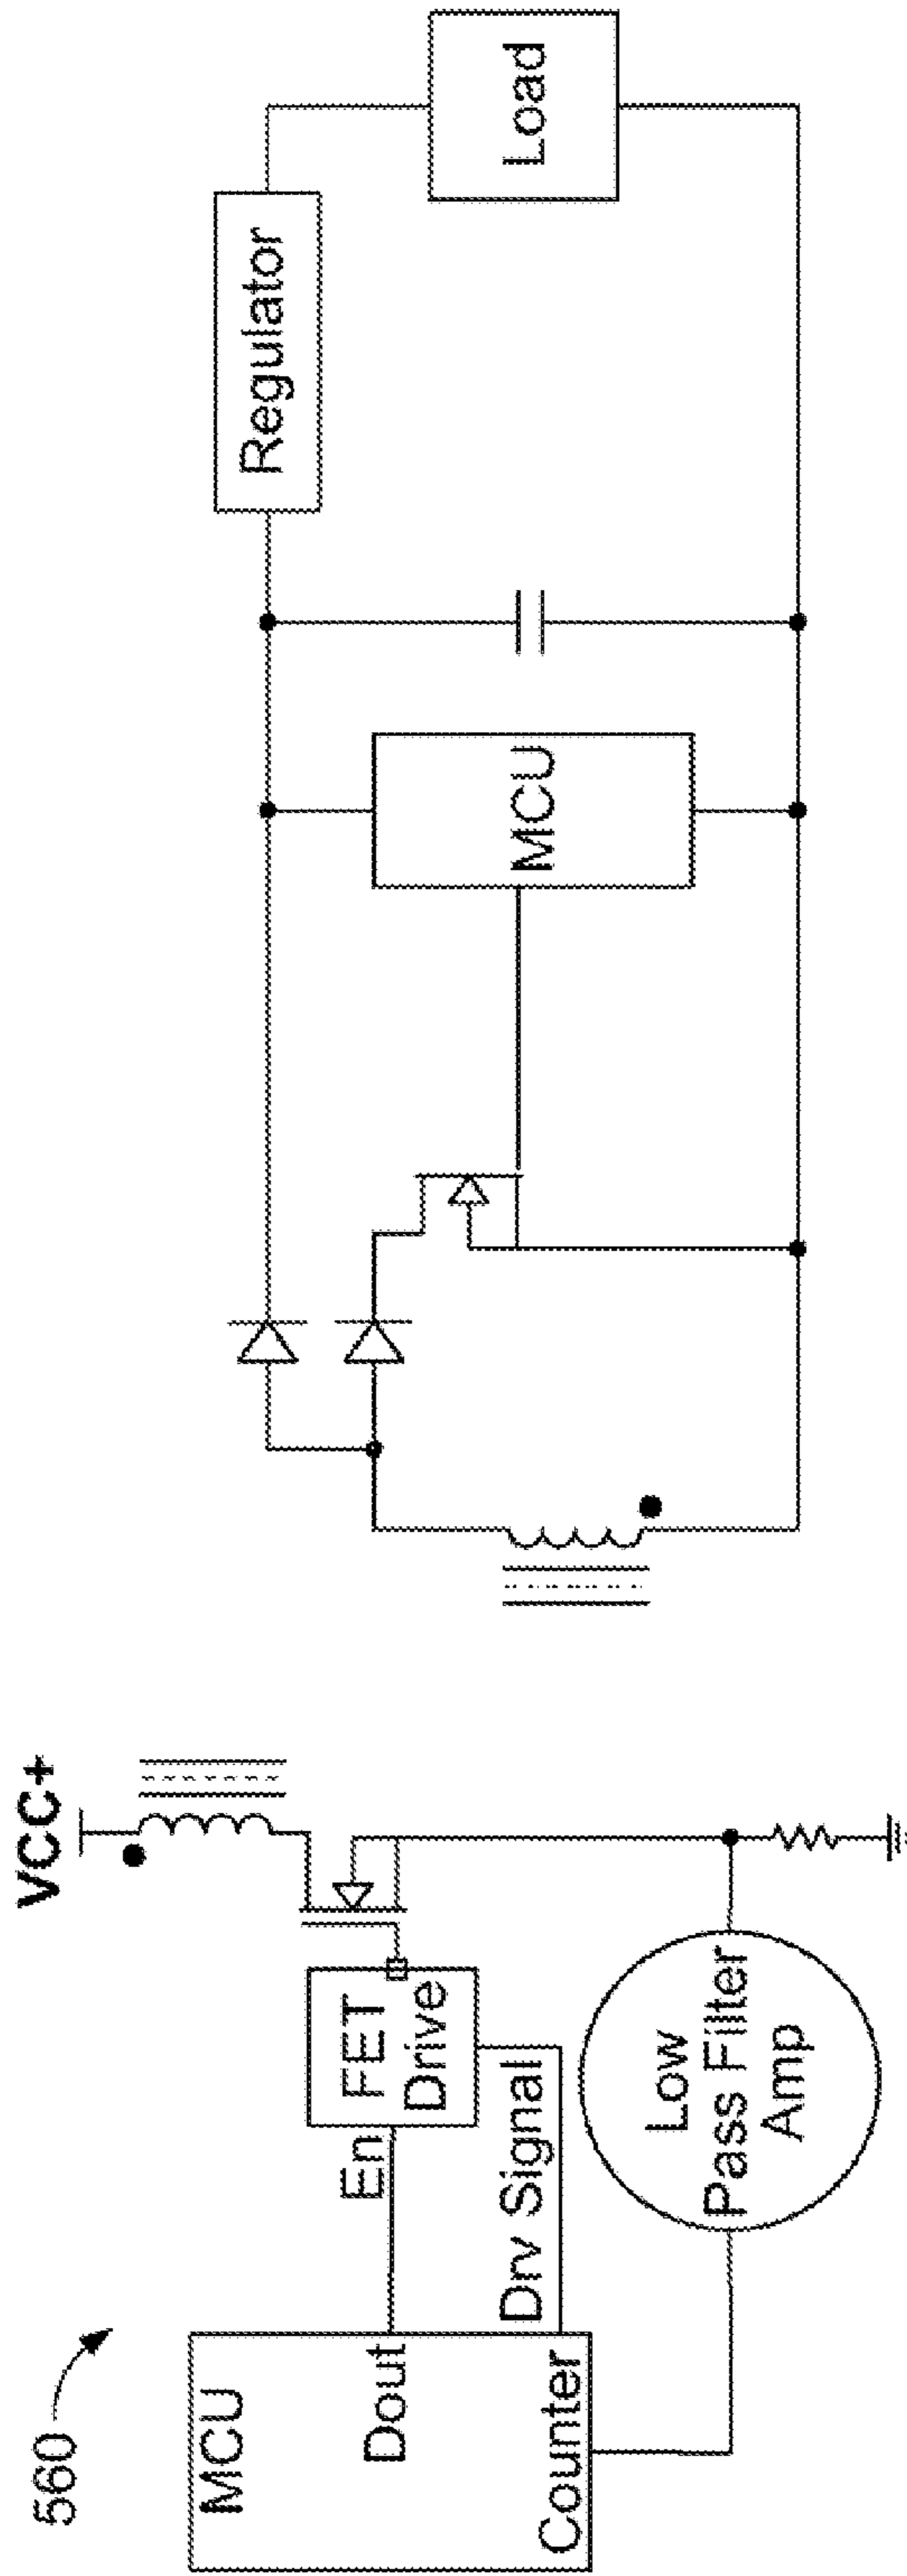 560
MCU
Dout
Counter
En
Drv Signal
FET
Drive
VCC+
Low
Pass Filter
Amp
MCU
Regulator
Load